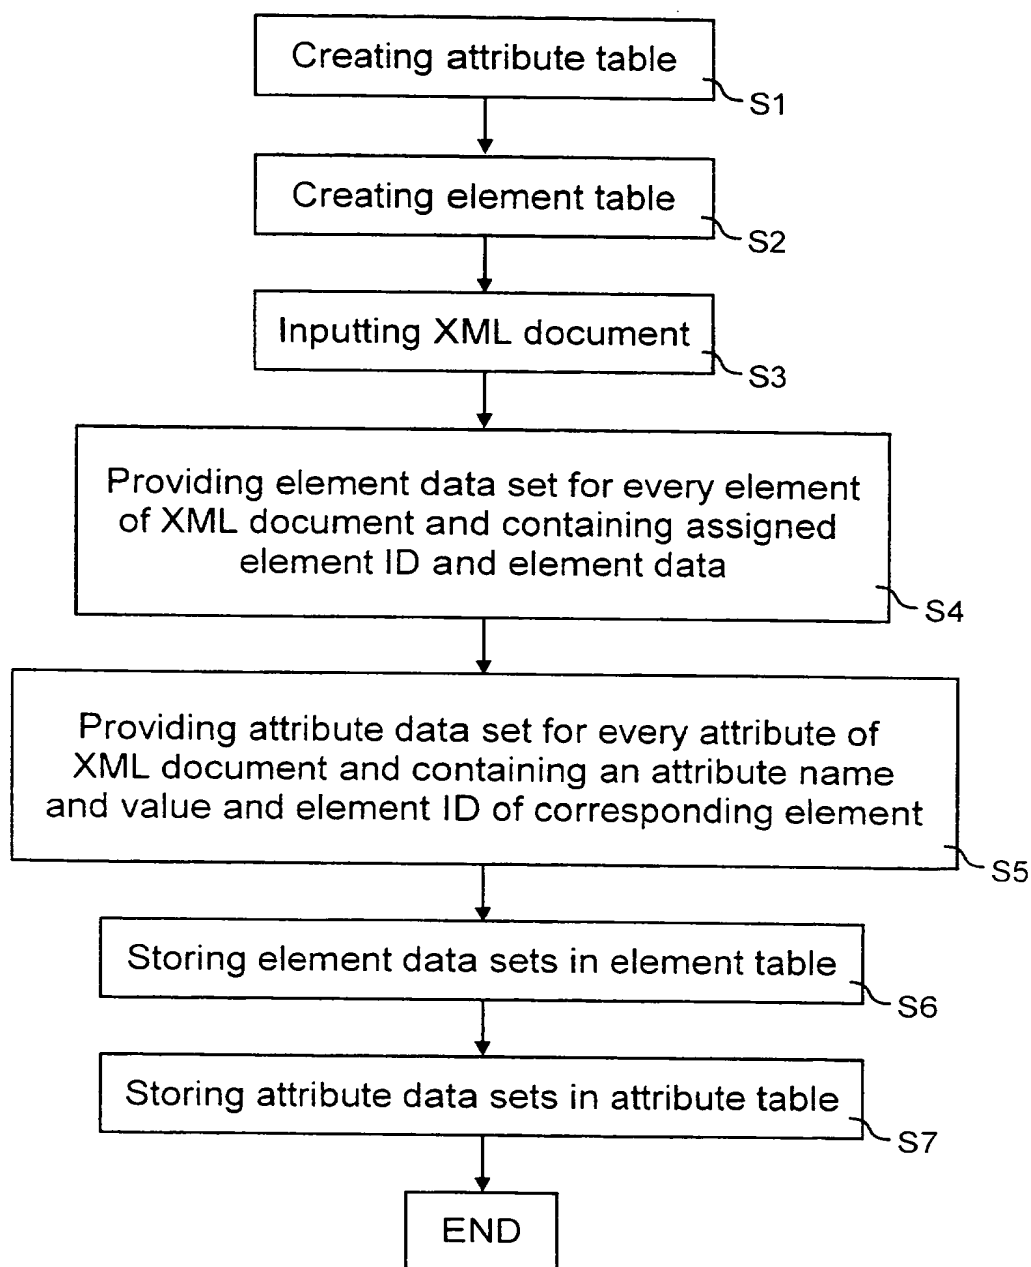 Creating attribute table
S1
Creating element table
S2
Inputting XML document
S3
Providing element data set for every element
of XML document and containing assigned
element ID and element data
S4
Providing attribute data set for every attribute of
XML document and containing an attribute name
and value and element ID of corresponding element
S5
Storing element data sets in element table
S6
Storing attribute data sets in attribute table
S7
END